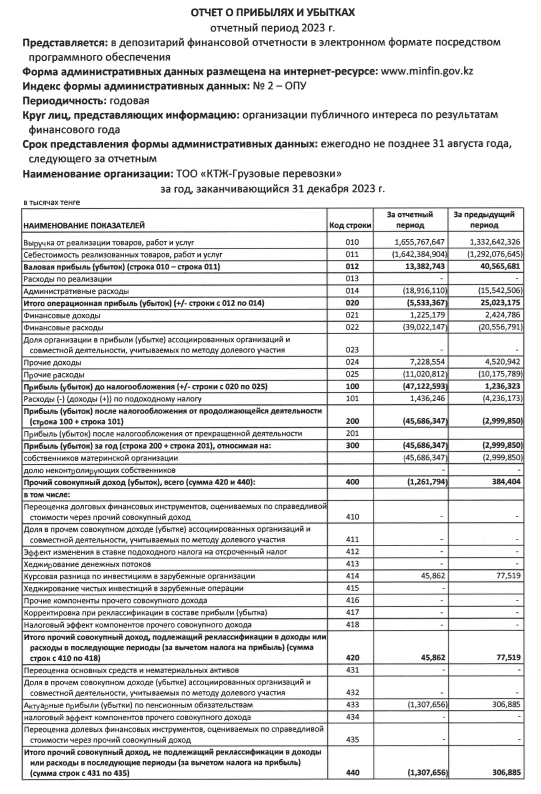 ОТЧЕТ О ПРИБЫЛЯХ И УБЫТКАХ
отчетный период 2023 г.
Представляется: в депозитарий финансовой отчетности в электронном формате посредством
программного обеспечения
Форма административных данных размещена на интернет-ресурсе: www.minfin.gov.kz
Индекс формы административных данных: № 2 – ОПУ
Периодичность: годовая
Круг лиц, представляющих информацию: организации публичного интереса по результатам
финансового года
Срок представления формы административных данных: ежегодно не позднее 31 августа года,
следующего за отчетным
Наименование организации: ТОО «КТЖ-Грузовые перевозки»
за год, заканчивающийся 31 декабря 2023 г.
в тысячах тенге
НАИМЕНОВАНИЕ ПОКАЗАТЕЛЕЙ Код строки За отчетный период За предыдущий период
Выручка от реализации товаров, работ и услуг 010 1,655,767,647 1,332,642,326
Себестоимость реализованных товаров, работ и услуг 011 (1,642,384,904) (1,292,076,645)
Валовая прибыль (убыток) (строка 010 – строка 011) 012 13,382,743 40,565,681
Расходы по реализации 013 - -
Административные расходы 014 (18,916,110) (15,542,506)
Итого операционная прибыль (убыток) (+/- строки с 012 по 014) 020 (5,533,367) 25,023,175
Финансовые доходы 021 1,225,179 2,424,786
Финансовые расходы 022 (39,022,147) (20,556,791)
Доля организации в прибыли (убытке) ассоциированных организаций и
совместной деятельности, учитываемых по методу долевого участия 023 - -
Прочие доходы 024 7,228,554 4,520,942
Прочие расходы 025 (11,020,812) (10,175,789)
Прибыль (убыток) до налогообложения (+/- строки с 020 по 025) 100 (47,122,593) 1,236,323
Расходы (-) (доходы (+)) по подоходному налогу 101 1,436,246 (4,236,173)
Прибыль (убыток) после налогообложения от продолжающейся деятельности
(строка 100 + строка 101) 200 (45,686,347) (2,999,850)
Прибыль (убыток) после налогообложения от прекращенной деятельности 201 - -
Прибыль (убыток) за год (строка 200 + строка 201), относимая на: 300 (45,686,347) (2,999,850)
собственников материнской организации (45,686,347) (2,999,850)
долю неконтролирующих собственников - -
Прочий совокупный доход (убыток), всего (сумма 420 и 440): 400 (1,261,794) 384,404
в том числе:
Переоценка долговых финансовых инструментов, оцениваемых по справедливой
стоимости через прочий совокупный доход 410 - -
Доля в прочем совокупном доходе (убытке) ассоциированных организаций и
совместной деятельности, учитываемых по методу долевого участия 411 - -
Эффект изменения в ставке подоходного налога на отсроченный налог 412 - -
Хеджирование денежных потоков 413 - -
Курсовая разница по инвестициям в зарубежные организации 414 45,862 77,519
Хеджирование чистых инвестиций в зарубежные операции 415 - -
Прочие компоненты прочего совокупного дохода 416 - -
Корректировка при реклассификации в составе прибыли (убытка) 417 - -
Налоговый эффект компонентов прочего совокупного дохода 418 - -
Итого прочий совокупный доход, подлежащий реклассификации в доходы или
расходы в последующие периоды (за вычетом налога на прибыль) (сумма
строк с 410 по 418) 420 45,862 77,519
Переоценка основных средств и нематериальных активов 431 - -
Доля в прочем совокупном доходе (убытке) ассоциированных организаций и
совместной деятельности, учитываемых по методу долевого участия 432 - -
Актуарные прибыли (убытки) по пенсионным обязательствам 433 (1,307,656) 306,885
налоговый эффект компонентов прочего совокупного дохода 434 - -
Переоценка долевых финансовых инструментов, оцениваемых по справедливой
стоимости через прочий совокупный доход 435 - -
Итого прочий совокупный доход, не подлежащий реклассификации в доходы
или расходы в последующие периоды (за вычетом налога на прибыль)
(сумма строк с 431 по 435) 440 (1,307,656) 306,885